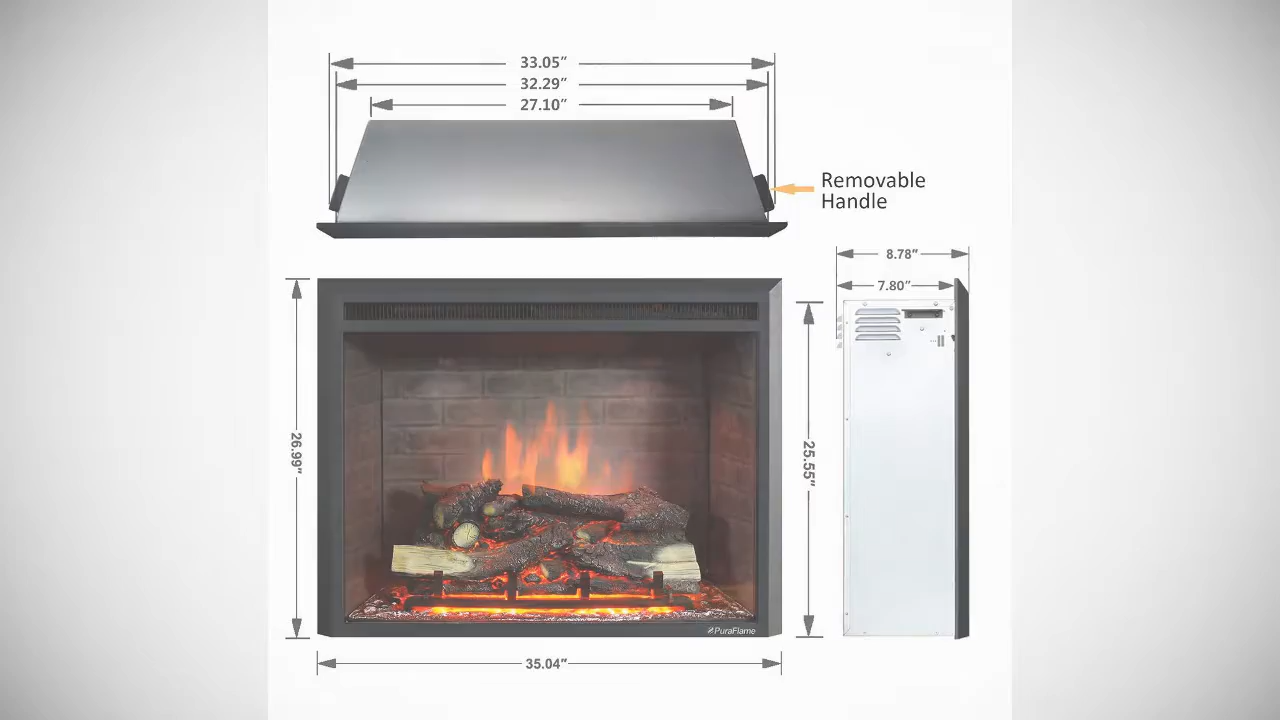 33.05"
32.29"
27.10"
Removable
Handle
8.78"
7.80"
26.99"
25.55"
PuraFlame
35.04"